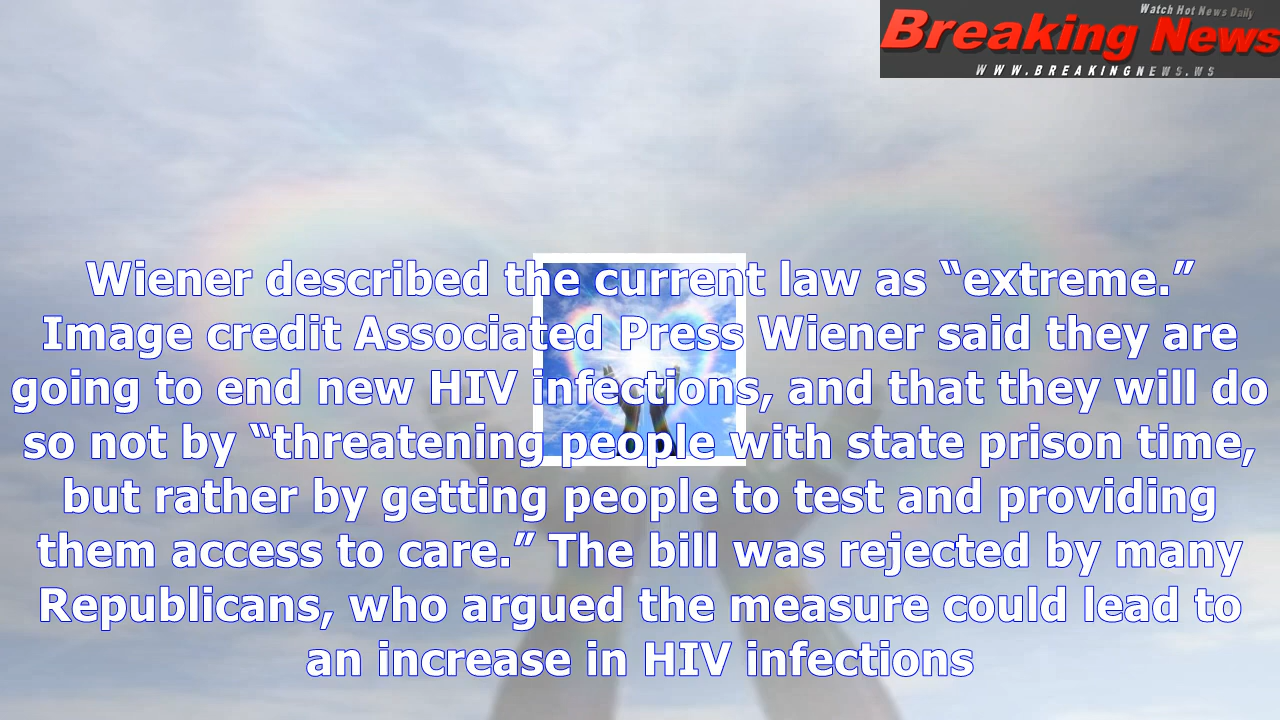 Watch Hot News Daily
Breaking News
WWW.BREAKINGNEWS.WS
Wiener described the current law as “extreme.”
Image credit Associated Press Wiener said they are
going to end new HIV infections, and that they will do
so not by “threatening people with state prison time,
but rather by getting people to test and providing
them access to care.” The bill was rejected by many
Republicans, who argued the measure could lead to
an increase in HIV infections